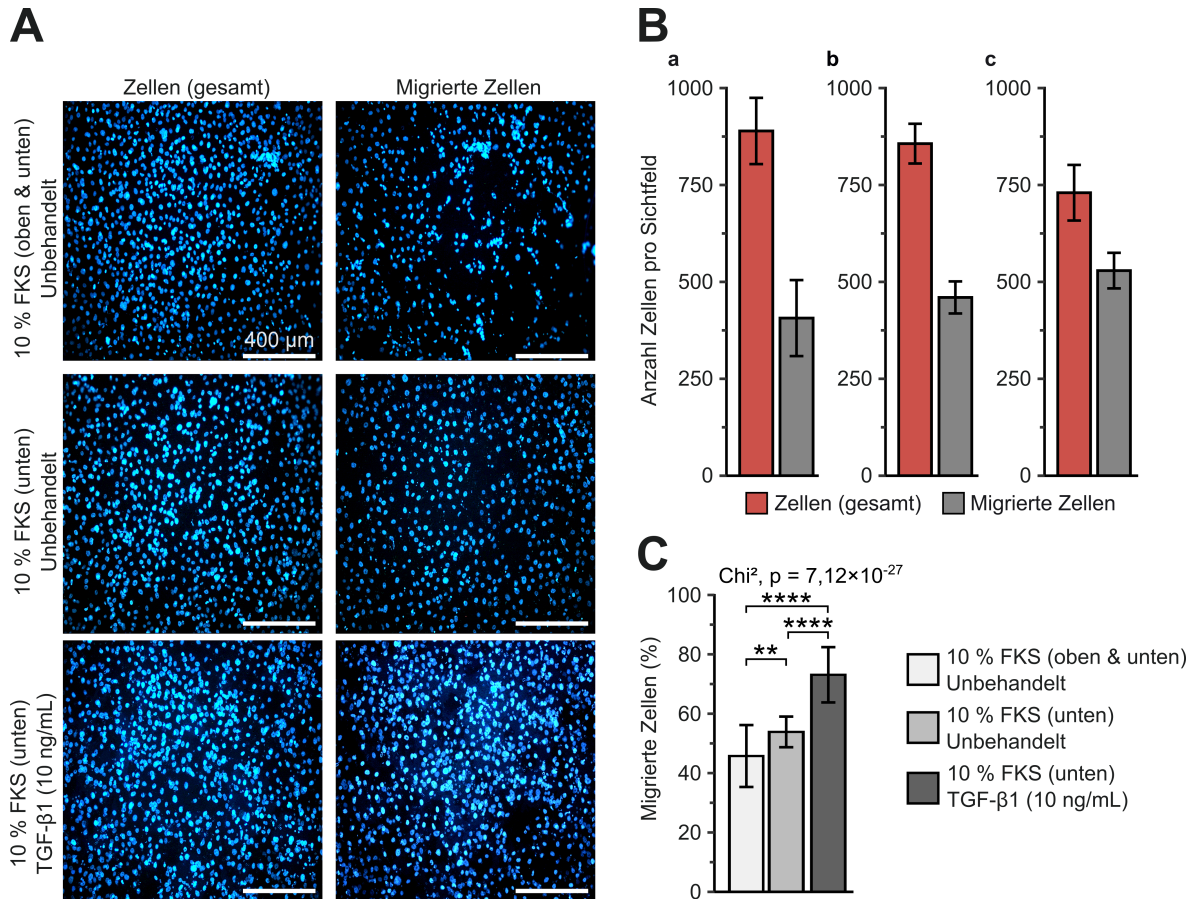 A
Zellen (gesamt)
Migrierte Zellen
10 % FKS (oben & unten)
Unbehandelt
400 µm
10 % FKS (unten)
Unbehandelt
10 % FKS (unten)
TGF-β1 (10 ng/mL)
B
a
b
c
Anzahl Zellen pro Sichtfeld
1000
750
500
250
0
1000
750
500
250
0
1000
750
500
250
0
Zellen (gesamt)
Migrierte Zellen
C
Chi², p = 7,12×10⁻²⁷
Migrierte Zellen (%)
100
80
60
40
20
0
****
****
**
10 % FKS (oben & unten)
Unbehandelt
10 % FKS (unten)
Unbehandelt
10 % FKS (unten)
TGF-β1 (10 ng/mL)